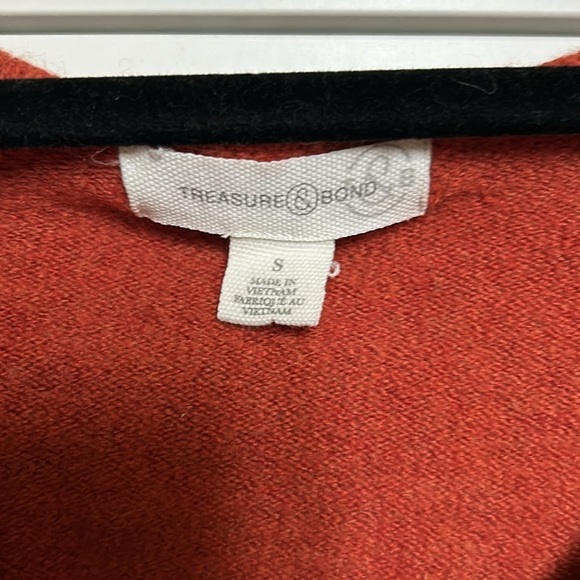 TREASURE & BOND
& B
S
MADE IN
VIETNAM
FABRIQUÉ AU
VIETNAM